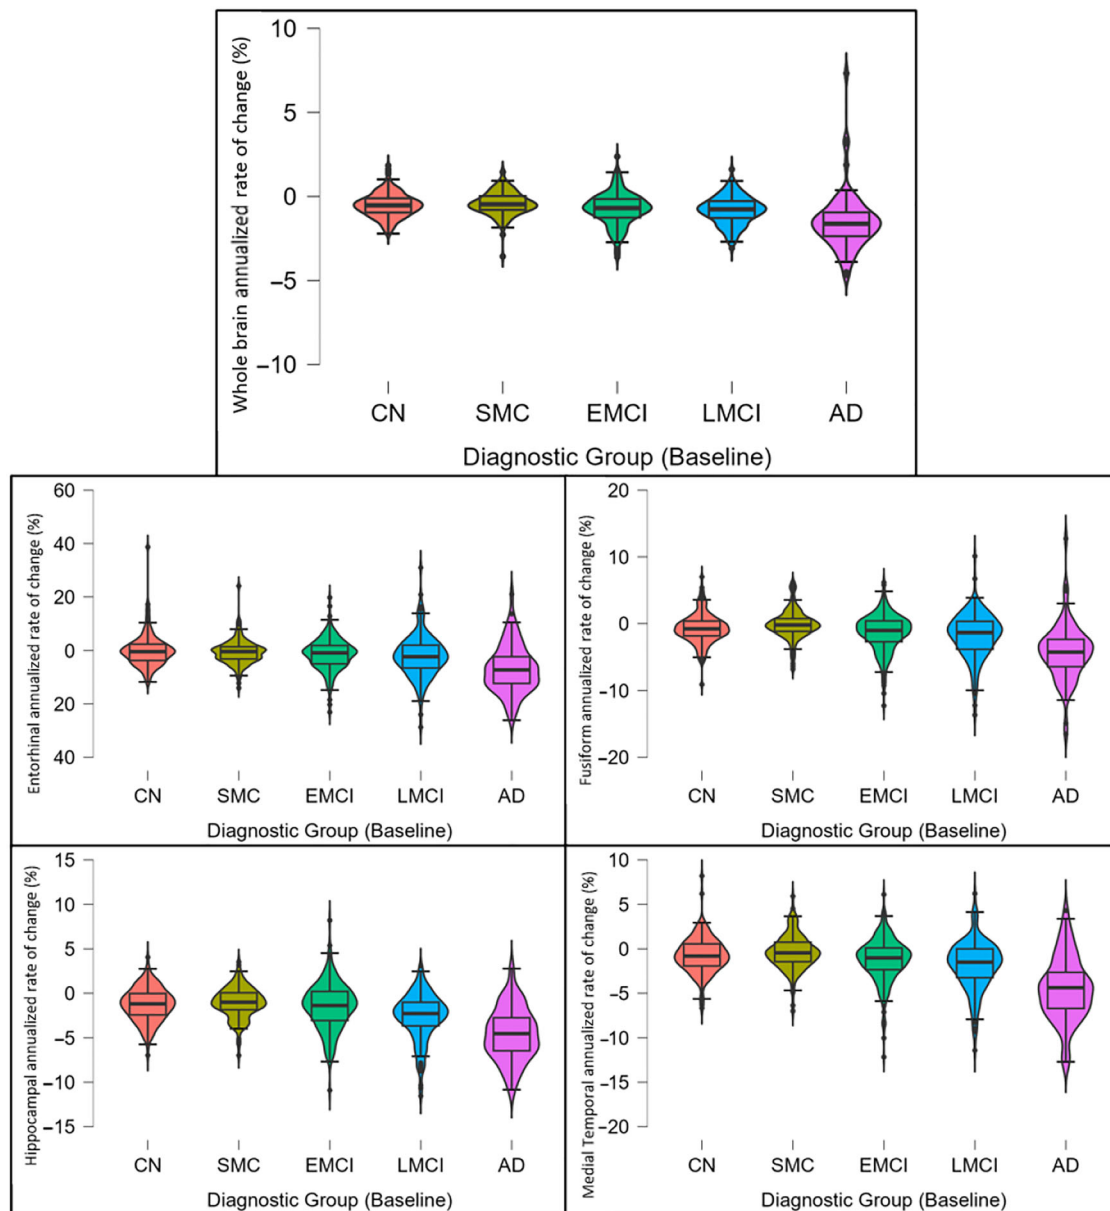 Whole brain annualized rate of change (%)
10
5
0
−5
−10
CN SMC EMCI LMCI AD
Diagnostic Group (Baseline)
Entorhinal annualized rate of change (%)
60
40
20
0
20
40
CN SMC EMCI LMCI AD
Diagnostic Group (Baseline)
Fusiform annualized rate of change (%)
20
10
0
−10
−20
CN SMC EMCI LMCI AD
Diagnostic Group (Baseline)
Hippocampal annualized rate of change (%)
15
10
5
0
−5
−10
−15
CN SMC EMCI LMCI AD
Diagnostic Group (Baseline)
Medial Temporal annualized rate of change (%)
10
5
0
−5
−10
−15
−20
CN SMC EMCI LMCI AD
Diagnostic Group (Baseline)